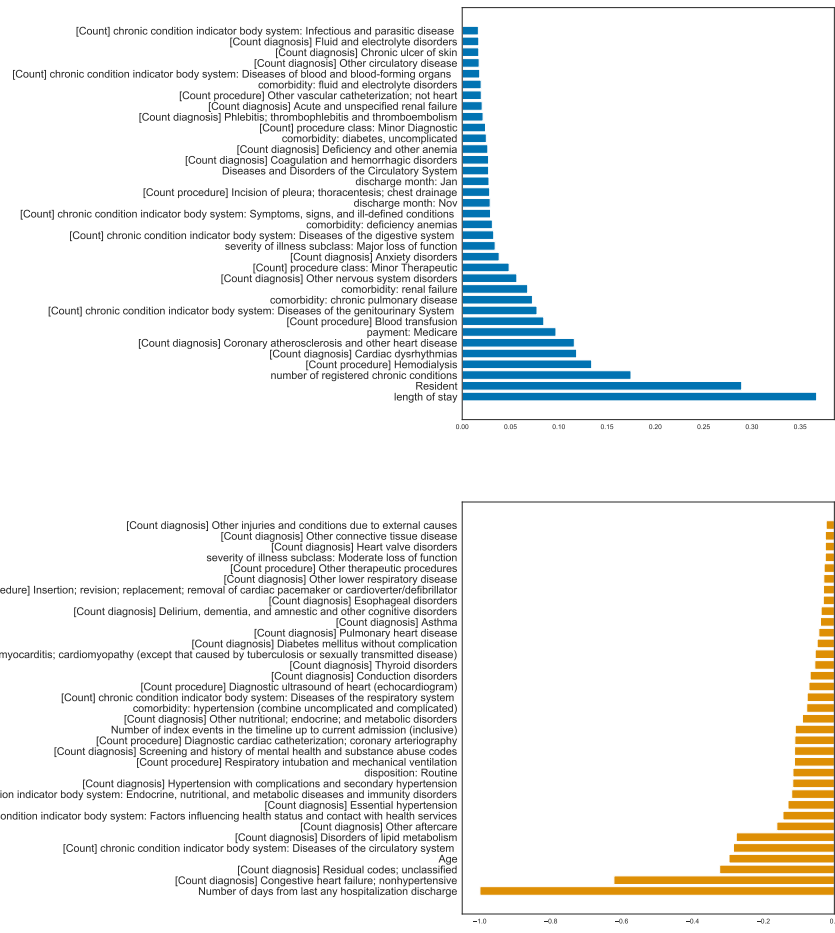 [Count] chronic condition indicator body system: Infectious and parasitic disease
[Count diagnosis] Fluid and electrolyte disorders
[Count diagnosis] Chronic ulcer of skin
[Count diagnosis] Other circulatory disease
[Count] chronic condition indicator body system: Diseases of blood and blood-forming organs
comorbidity: fluid and electrolyte disorders
[Count procedure] Other vascular catheterization; not heart
[Count diagnosis] Acute and unspecified renal failure
[Count diagnosis] Phlebitis; thrombophlebitis and thromboembolism
[Count] procedure class: Minor Diagnostic
comorbidity: diabetes, uncomplicated
[Count diagnosis] Deficiency and other anemia
[Count diagnosis] Coagulation and hemorrhagic disorders
Diseases and Disorders of the Circulatory System
discharge month: Jan
[Count procedure] Incision of pleura; thoracentesis; chest drainage
discharge month: Nov
[Count] chronic condition indicator body system: Symptoms, signs, and ill-defined conditions
comorbidity: deficiency anemias
[Count] chronic condition indicator body system: Diseases of the digestive system
severity of illness subclass: Major loss of function
[Count diagnosis] Anxiety disorders
[Count] procedure class: Minor Therapeutic
[Count diagnosis] Other nervous system disorders
comorbidity: renal failure
comorbidity: chronic pulmonary disease
[Count] chronic condition indicator body system: Diseases of the genitourinary System
[Count procedure] Blood transfusion
payment: Medicare
[Count diagnosis] Coronary atherosclerosis and other heart disease
[Count diagnosis] Cardiac dysrhythmias
[Count procedure] Hemodialysis
number of registered chronic conditions
Resident
length of stay
0.00 0.05 0.10 0.15 0.20 0.25 0.30 0.35
[Count diagnosis] Other injuries and conditions due to external causes
[Count diagnosis] Other connective tissue disease
[Count diagnosis] Heart valve disorders
severity of illness subclass: Moderate loss of function
[Count procedure] Other therapeutic procedures
[Count diagnosis] Other lower respiratory disease
edure] Insertion; revision; replacement; removal of cardiac pacemaker or cardioverter/defibrillator
[Count diagnosis] Esophageal disorders
[Count diagnosis] Delirium, dementia, and amnestic and other cognitive disorders
[Count diagnosis] Asthma
[Count diagnosis] Pulmonary heart disease
[Count diagnosis] Diabetes mellitus without complication
myocarditis; cardiomyopathy (except that caused by tuberculosis or sexually transmitted disease)
[Count diagnosis] Thyroid disorders
[Count diagnosis] Conduction disorders
[Count procedure] Diagnostic ultrasound of heart (echocardiogram)
[Count] chronic condition indicator body system: Diseases of the respiratory system
comorbidity: hypertension (combine uncomplicated and complicated)
[Count diagnosis] Other nutritional; endocrine; and metabolic disorders
Number of index events in the timeline up to current admission (inclusive)
[Count procedure] Diagnostic cardiac catheterization; coronary arteriography
[Count diagnosis] Screening and history of mental health and substance abuse codes
[Count procedure] Respiratory intubation and mechanical ventilation
disposition: Routine
[Count diagnosis] Hypertension with complications and secondary hypertension
ion indicator body system: Endocrine, nutritional, and metabolic diseases and immunity disorders
[Count diagnosis] Essential hypertension
ondition indicator body system: Factors influencing health status and contact with health services
[Count diagnosis] Other aftercare
[Count diagnosis] Disorders of lipid metabolism
[Count] chronic condition indicator body system: Diseases of the circulatory system
Age
[Count diagnosis] Residual codes; unclassified
[Count diagnosis] Congestive heart failure; nonhypertensive
Number of days from last any hospitalization discharge
−1.0 −0.8 −0.6 −0.4 −0.2 0.